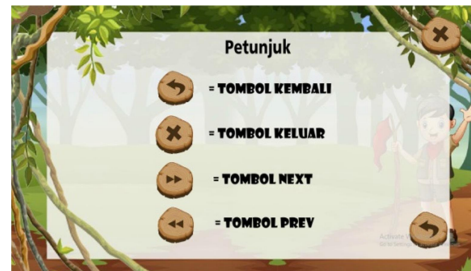 Petunjuk
= TOMBOL KEMBALI
= TOMBOL KELUAR
= TOMBOL NEXT
= TOMBOL PREV